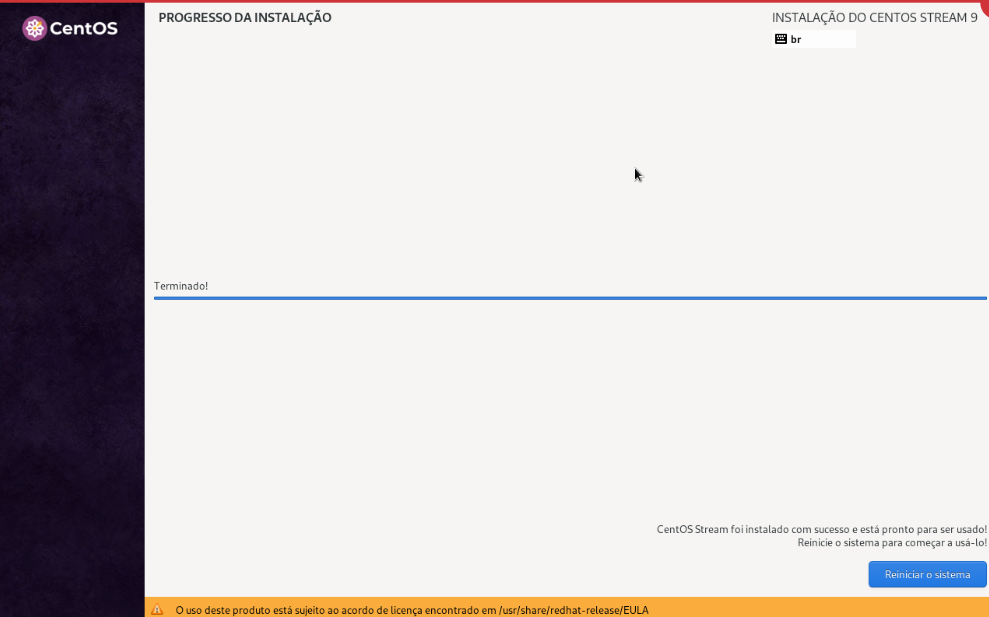 CentOS
PROGRESSO DA INSTALAÇÃO
INSTALAÇÃO DO CENTOS STREAM 9
br
Terminado!
CentOS Stream foi instalado com sucesso e está pronto para ser usado!
Reinicie o sistema para começar a usá-lo!
Reiniciar o sistema
O uso deste produto está sujeito ao acordo de licença encontrado em /usr/share/redhat-release/EULA